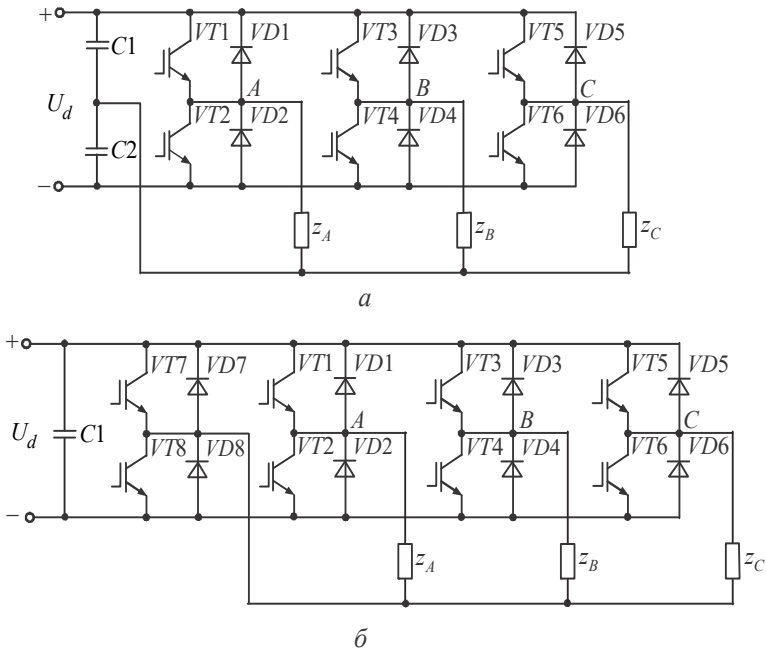 +
VT1 VD1 VT3 VD3 VT5 VD5
C1
A B C
U_d
VT2 VD2 VT4 VD4 VT6 VD6
C2
−
z_A z_B z_C
а
+
VT7 VD7 VT1 VD1 VT3 VD3 VT5 VD5
A B C
U_d C1
VT8 VD8 VT2 VD2 VT4 VD4 VT6 VD6
−
z_A z_B z_C
б